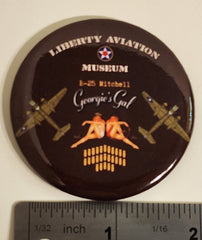 LIBERTY AVIATION
MUSEUM
B-25 Mitchell
Georgie's Gal
1/32 inch 1 1/16 2